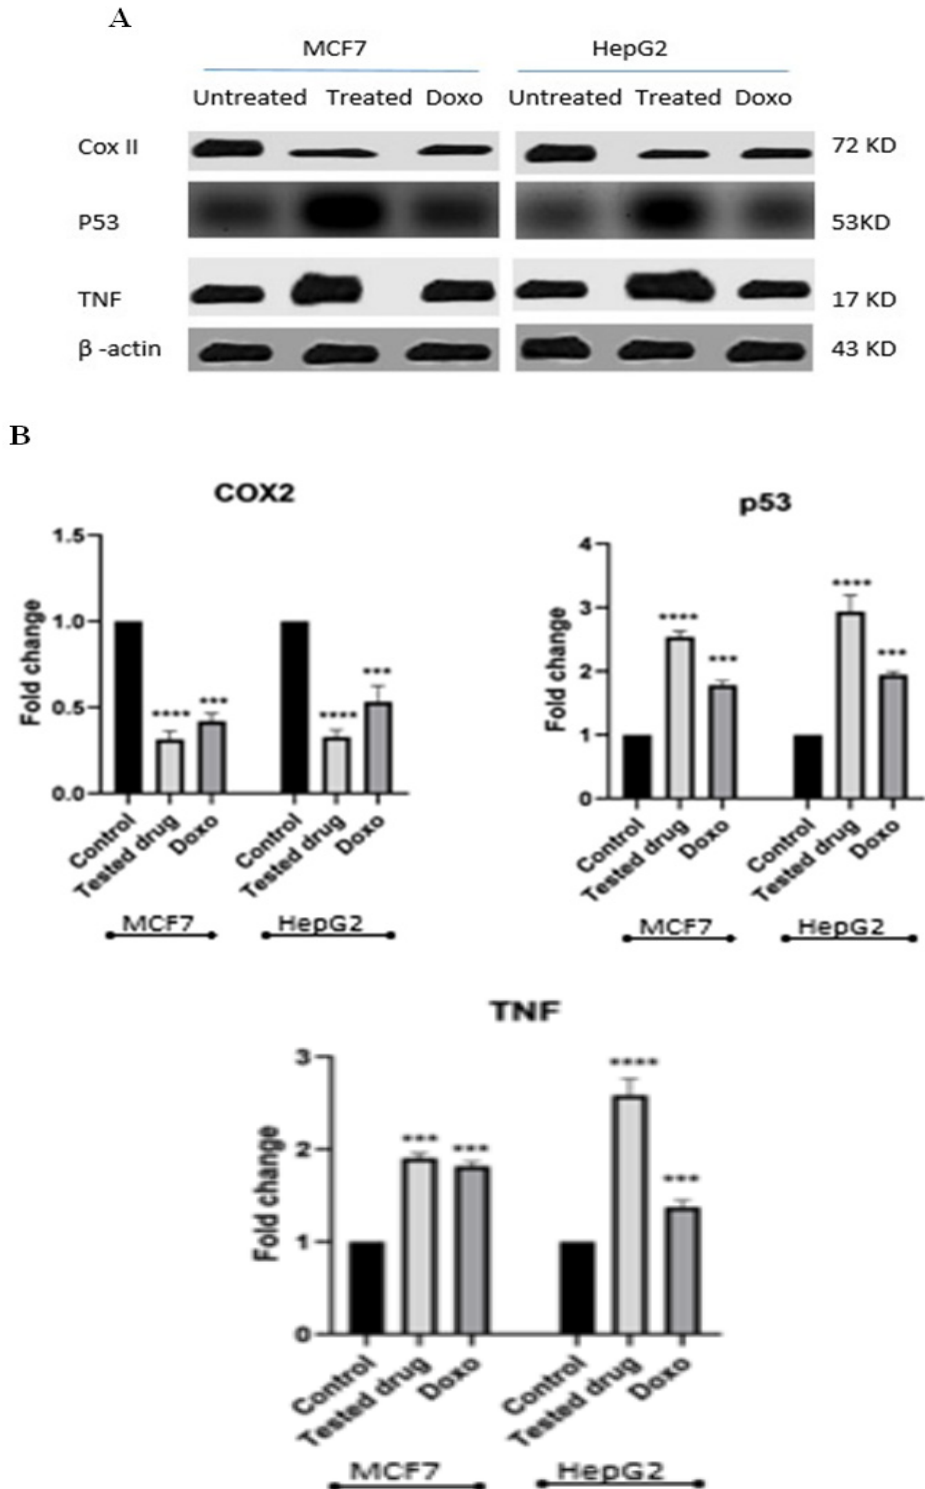 A
MCF7 HepG2
Untreated Treated Doxo Untreated Treated Doxo
Cox II 72 KD
P53 53KD
TNF 17 KD
β -actin 43 KD
B
COX2
Fold change
1.5
1.0
0.5
0.0
**** *** **** ***
Control Tested drug Doxo Control Tested drug Doxo
MCF7 HepG2
p53
Fold change
4
3
2
1
0
**** *** **** ***
Control Tested drug Doxo Control Tested drug Doxo
MCF7 HepG2
TNF
Fold change
3
2
1
0
*** *** **** ***
Control Tested drug Doxo Control Tested drug Doxo
MCF7 HepG2